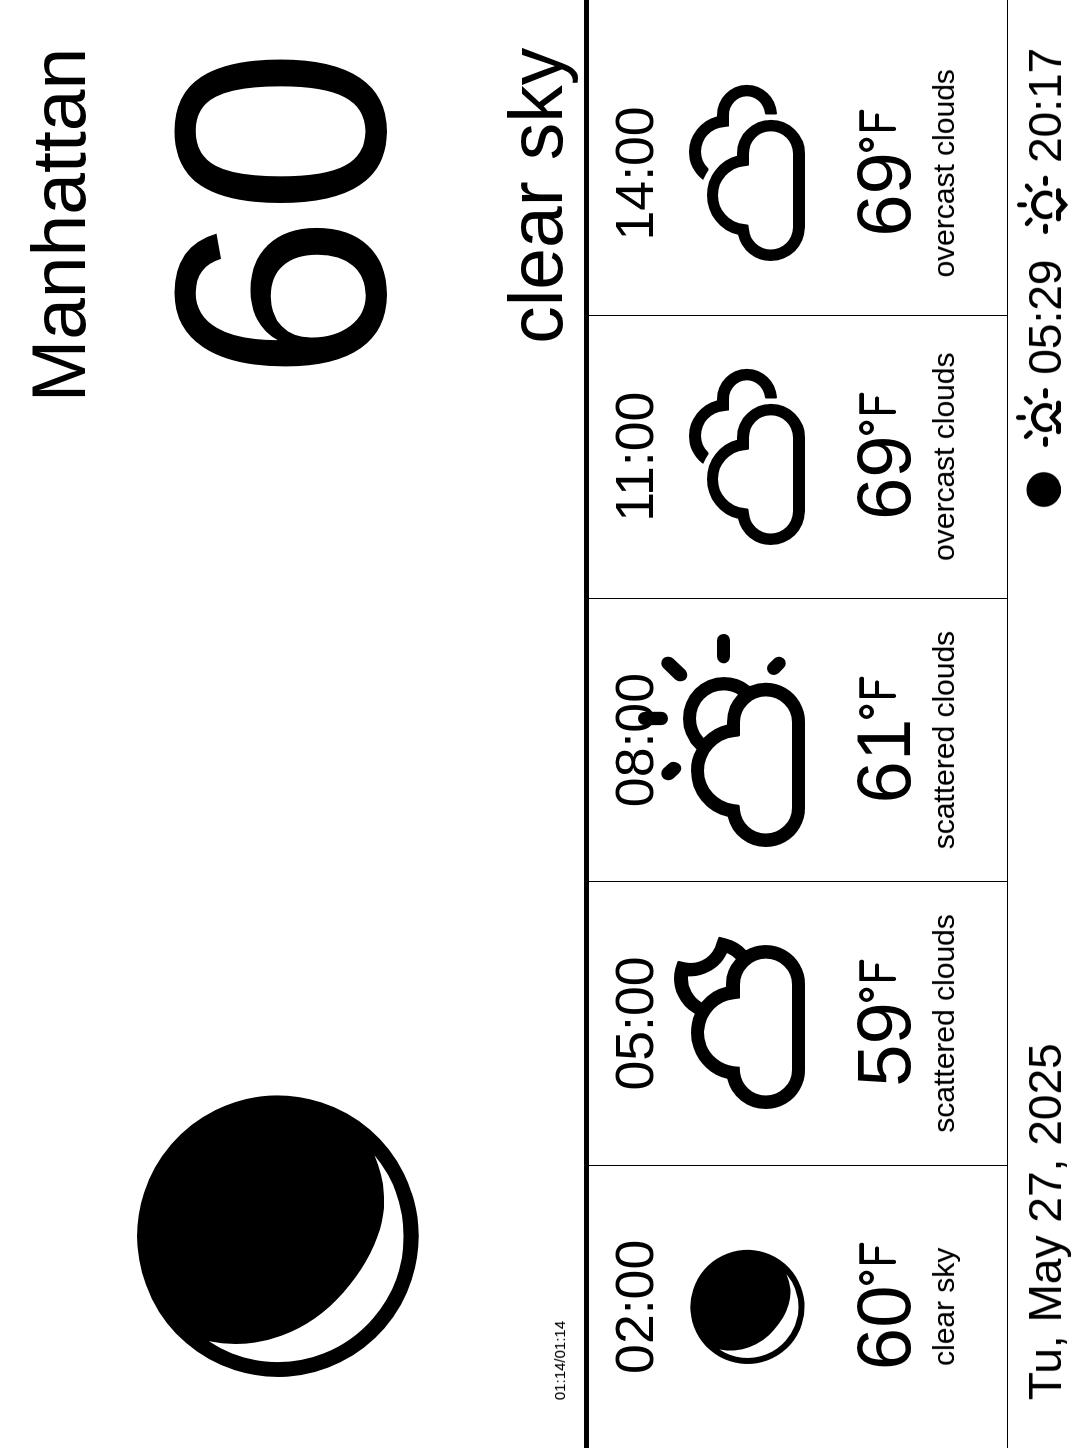 Manhattan
60
clear sky
01:14/01:14
02:00 05:00 08:00 11:00 14:00
60°F 59°F 61°F 69°F 69°F
clear sky scattered clouds scattered clouds overcast clouds overcast clouds
Tu, May 27, 2025 05:29 20:17